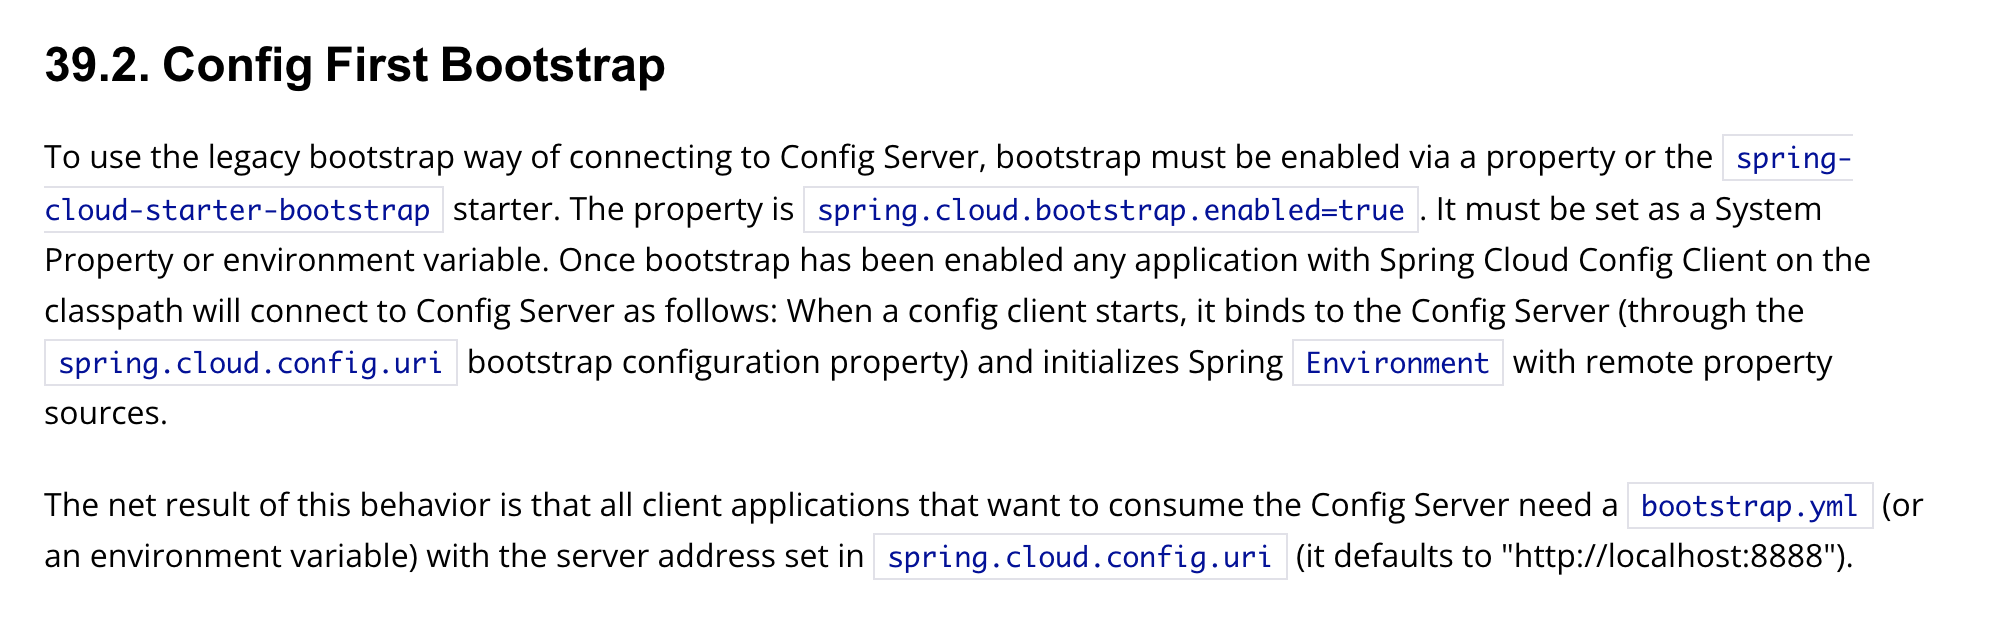 39.2. Config First Bootstrap
To use the legacy bootstrap way of connecting to Config Server, bootstrap must be enabled via a property or the spring-
cloud-starter-bootstrap starter. The property is spring.cloud.bootstrap.enabled=true. It must be set as a System
Property or environment variable. Once bootstrap has been enabled any application with Spring Cloud Config Client on the
classpath will connect to Config Server as follows: When a config client starts, it binds to the Config Server (through the
spring.cloud.config.uri bootstrap configuration property) and initializes Spring Environment with remote property
sources.
The net result of this behavior is that all client applications that want to consume the Config Server need a bootstrap.yml (or
an environment variable) with the server address set in spring.cloud.config.uri (it defaults to "http://localhost:8888").